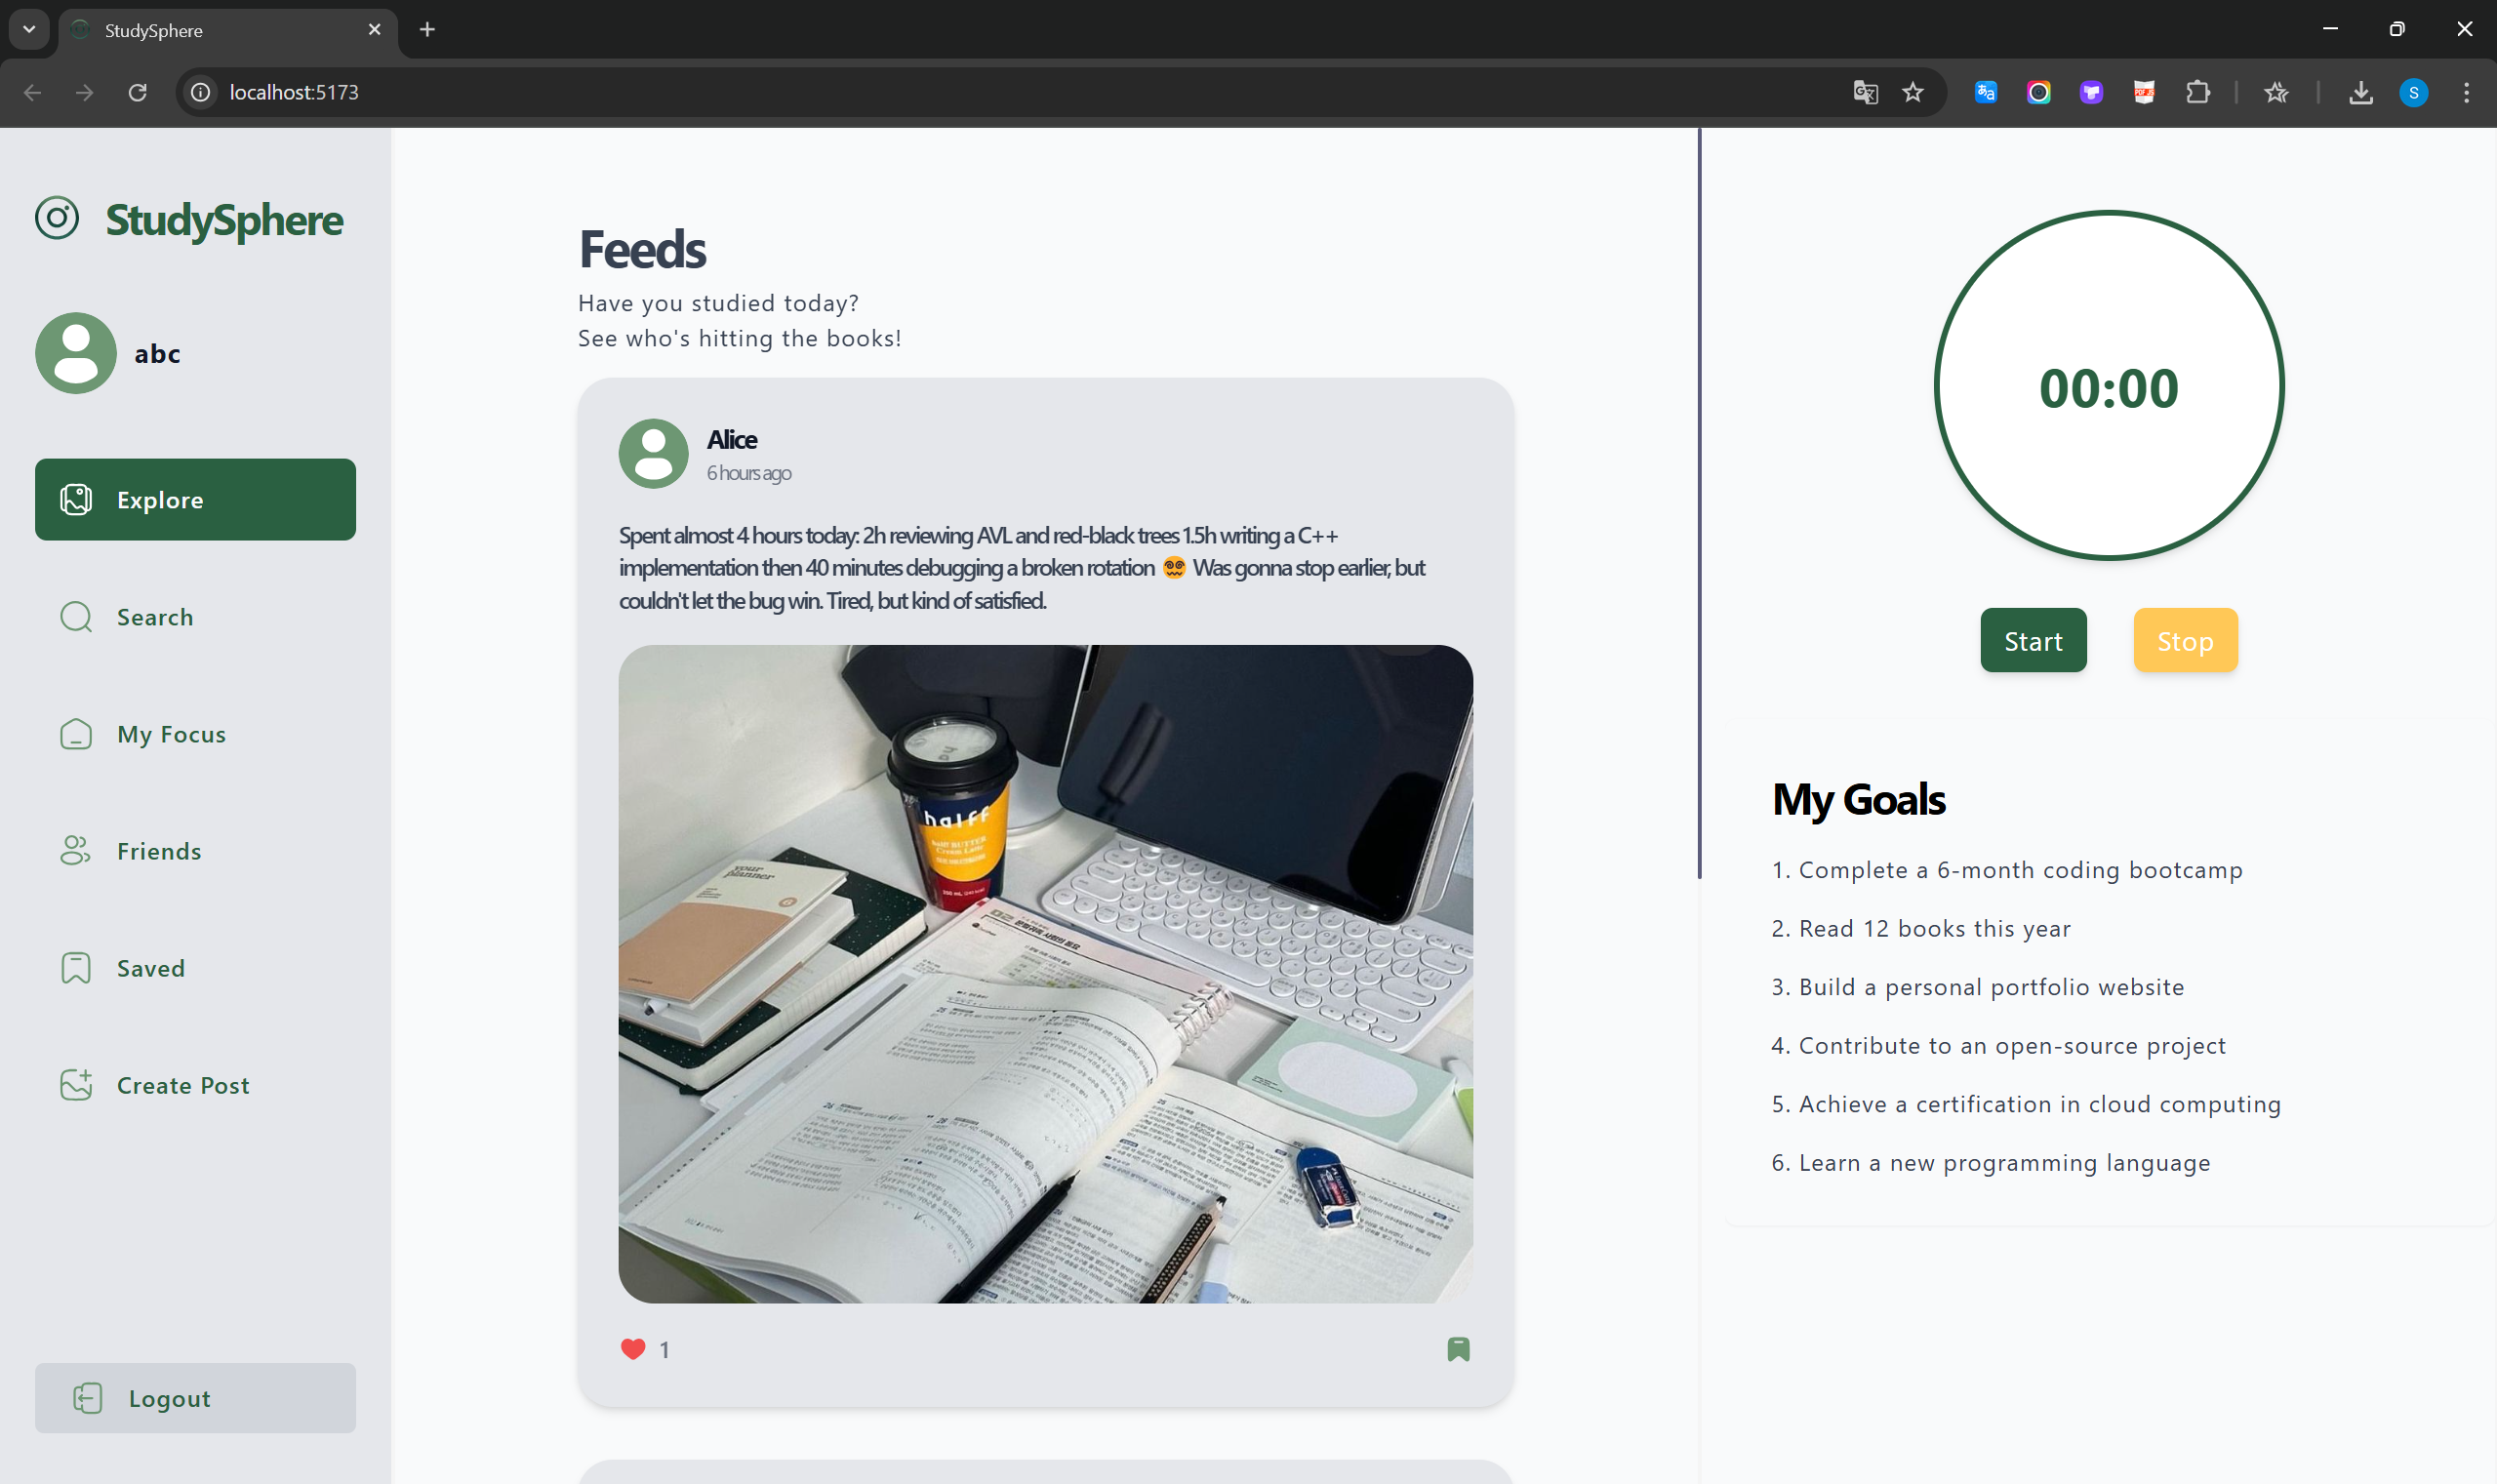 StudySphere
localhost:5173
S
StudySphere
abc
Explore
Search
My Focus
Friends
Saved
Create Post
Logout
Feeds
Have you studied today?
See who's hitting the books!
Alice
6 hours ago
Spent almost 4 hours today: 2h reviewing AVL and red-black trees 1.5h writing a C++
implementation then 40 minutes debugging a broken rotation 😵‍💫 Was gonna stop earlier, but
couldn't let the bug win. Tired, but kind of satisfied.
halff
halff BUTTER
Cream Latte
your
planner
1
00:00
Start
Stop
My Goals
1. Complete a 6-month coding bootcamp
2. Read 12 books this year
3. Build a personal portfolio website
4. Contribute to an open-source project
5. Achieve a certification in cloud computing
6. Learn a new programming language